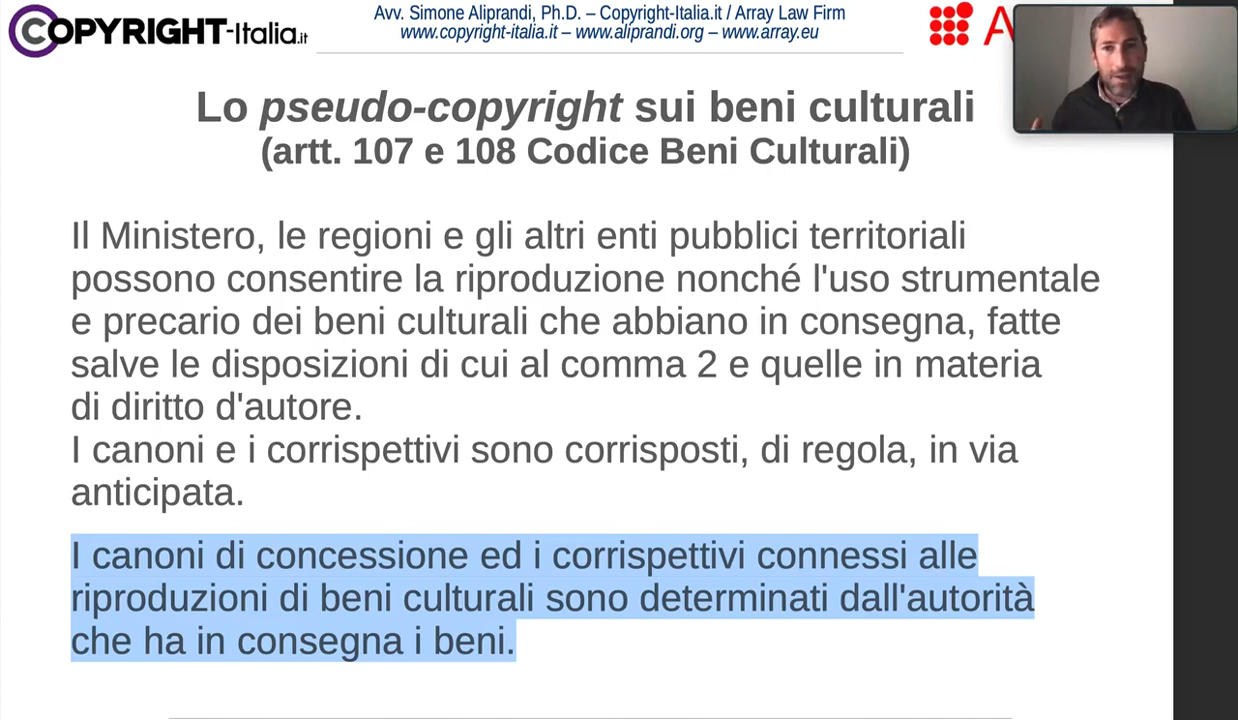 COPYRIGHT-Italia.it
Avv. Simone Aliprandi, Ph.D. – Copyright-Italia.it / Array Law Firm
www.copyright-italia.it – www.aliprandi.org – www.array.eu
A
Lo pseudo-copyright sui beni culturali
(artt. 107 e 108 Codice Beni Culturali)
Il Ministero, le regioni e gli altri enti pubblici territoriali
possono consentire la riproduzione nonché l'uso strumentale
e precario dei beni culturali che abbiano in consegna, fatte
salve le disposizioni di cui al comma 2 e quelle in materia
di diritto d'autore.
I canoni e i corrispettivi sono corrisposti, di regola, in via
anticipata.
I canoni di concessione ed i corrispettivi connessi alle
riproduzioni di beni culturali sono determinati dall'autorità
che ha in consegna i beni.